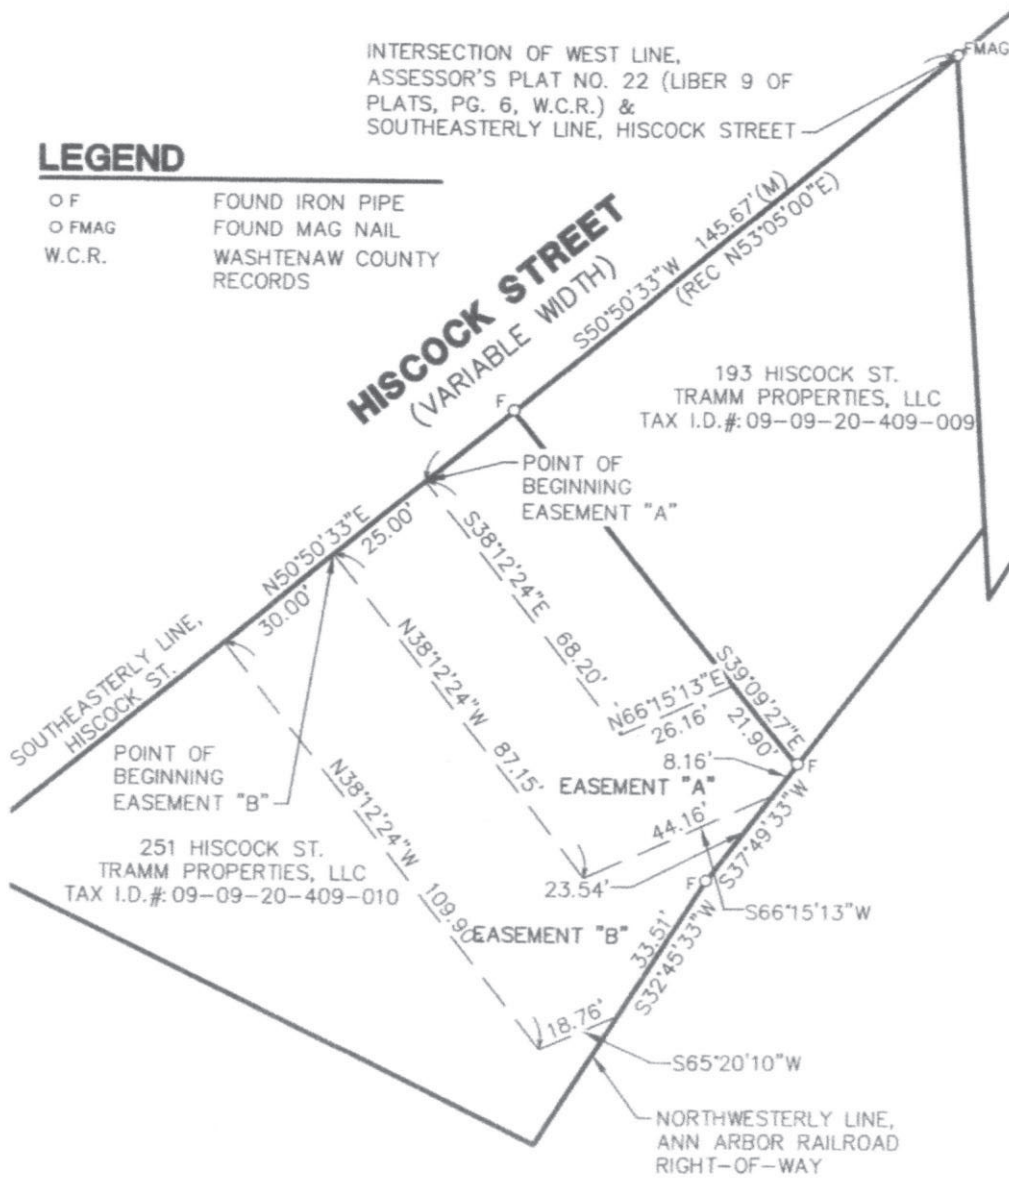 INTERSECTION OF WEST LINE,
ASSESSOR'S PLAT NO. 22 (LIBER 9 OF
PLATS, PG. 6, W.C.R.) &
SOUTHEASTERLY LINE, HISCOCK STREET
FMAG
LEGEND
F FOUND IRON PIPE
FMAG FOUND MAG NAIL
W.C.R. WASHTENAW COUNTY
RECORDS
HISCOCK STREET
(VARIABLE WIDTH)
S50°50'33"W 145.67'(M)
(REC N53°05'00"E)
193 HISCOCK ST.
TRAMM PROPERTIES, LLC
TAX I.D.#: 09-09-20-409-009
F
POINT OF
BEGINNING
EASEMENT "A"
N50°50'33"E
25.00'
30.00'
S38°12'24"E 68.20'
N38°12'24"W 87.15'
N66°15'13"E
26.16'
S39°09'27"E
21.90'
SOUTHEASTERLY LINE,
HISCOCK ST.
POINT OF
BEGINNING
EASEMENT "B"
N38°12'24"W 109.90'
8.16'
F
EASEMENT "A"
44.16'
S37°49'33"W
251 HISCOCK ST.
TRAMM PROPERTIES, LLC
TAX I.D.#: 09-09-20-409-010
23.54'
F
S66°15'13"W
EASEMENT "B"
33.51'
S32°45'33"W
18.76'
S65°20'10"W
NORTHWESTERLY LINE,
ANN ARBOR RAILROAD
RIGHT-OF-WAY